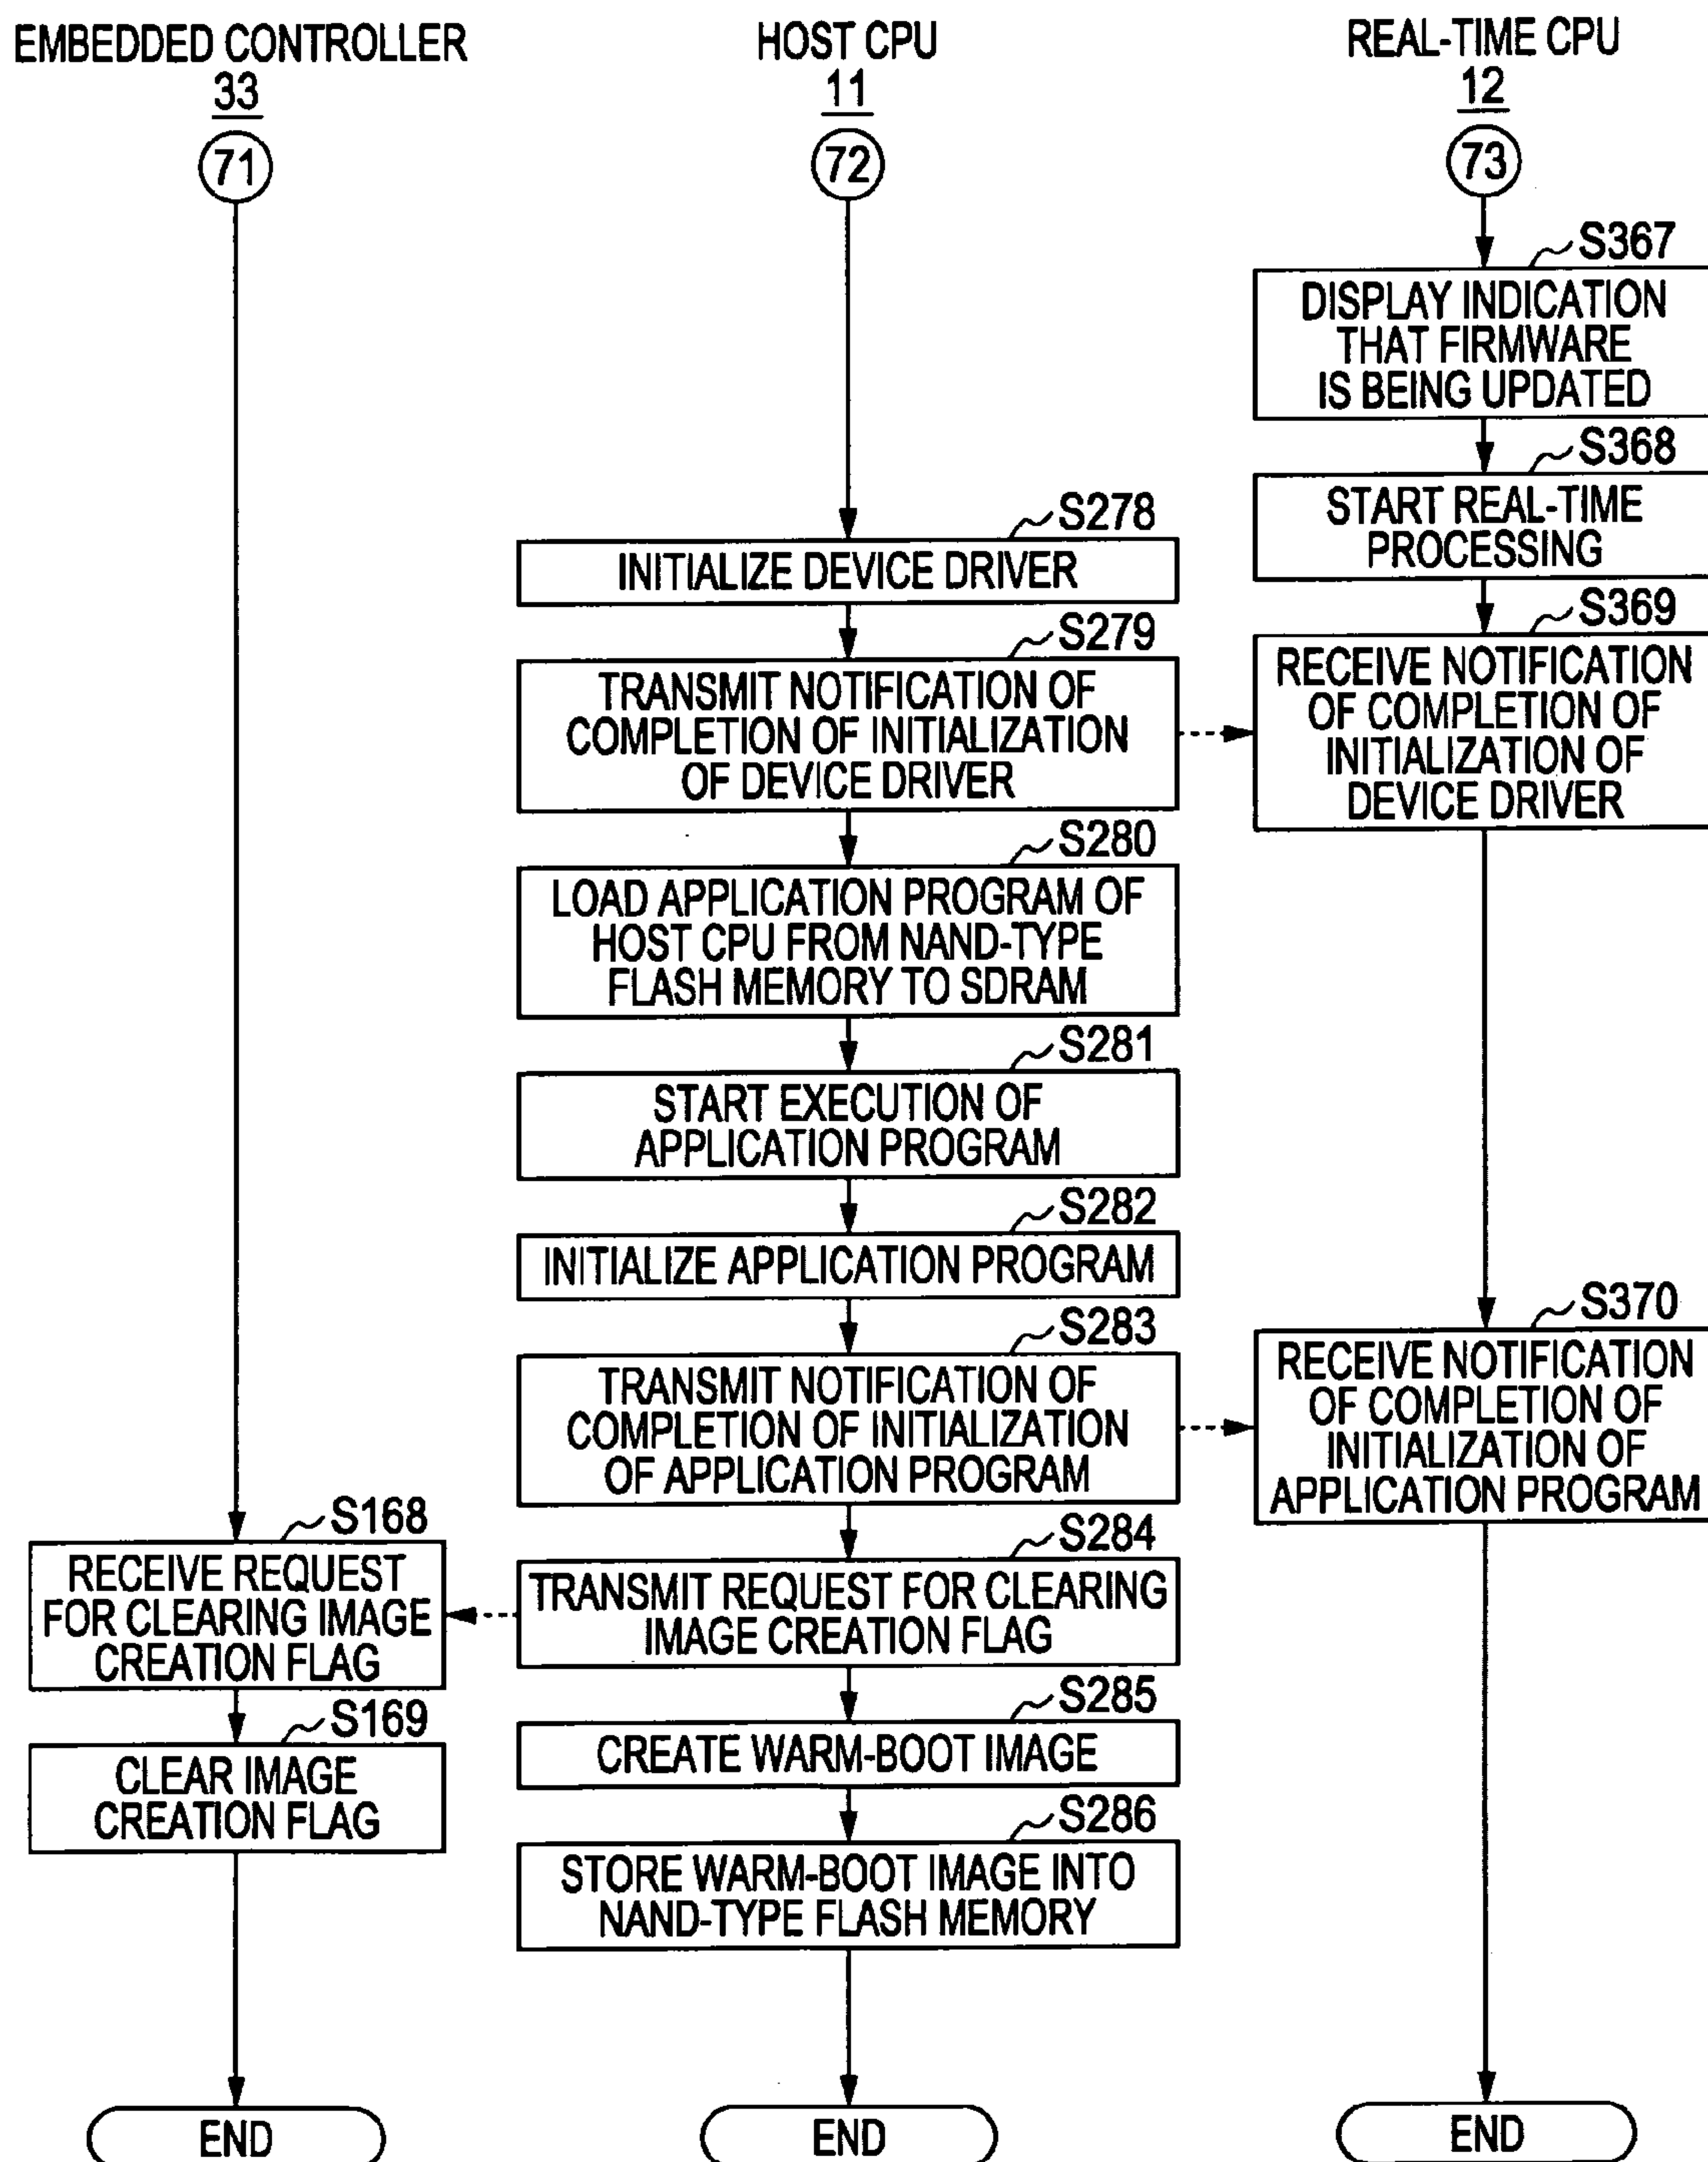 EMBEDDED CONTROLLER
33
71
HOST CPU
11
72
REAL-TIME CPU
12
73
S367
DISPLAY INDICATION
THAT FIRMWARE
IS BEING UPDATED
S368
START REAL-TIME
PROCESSING
S278
INITIALIZE DEVICE DRIVER
S279
TRANSMIT NOTIFICATION OF
COMPLETION OF INITIALIZATION
OF DEVICE DRIVER
S369
RECEIVE NOTIFICATION
OF COMPLETION OF
INITIALIZATION OF
DEVICE DRIVER
S280
LOAD APPLICATION PROGRAM OF
HOST CPU FROM NAND-TYPE
FLASH MEMORY TO SDRAM
S281
START EXECUTION OF
APPLICATION PROGRAM
S282
INITIALIZE APPLICATION PROGRAM
S283
TRANSMIT NOTIFICATION OF
COMPLETION OF INITIALIZATION
OF APPLICATION PROGRAM
S370
RECEIVE NOTIFICATION
OF COMPLETION OF
INITIALIZATION OF
APPLICATION PROGRAM
S284
TRANSMIT REQUEST FOR CLEARING
IMAGE CREATION FLAG
S168
RECEIVE REQUEST
FOR CLEARING IMAGE
CREATION FLAG
S169
CLEAR IMAGE
CREATION FLAG
S285
CREATE WARM-BOOT IMAGE
S286
STORE WARM-BOOT IMAGE INTO
NAND-TYPE FLASH MEMORY
END
END
END